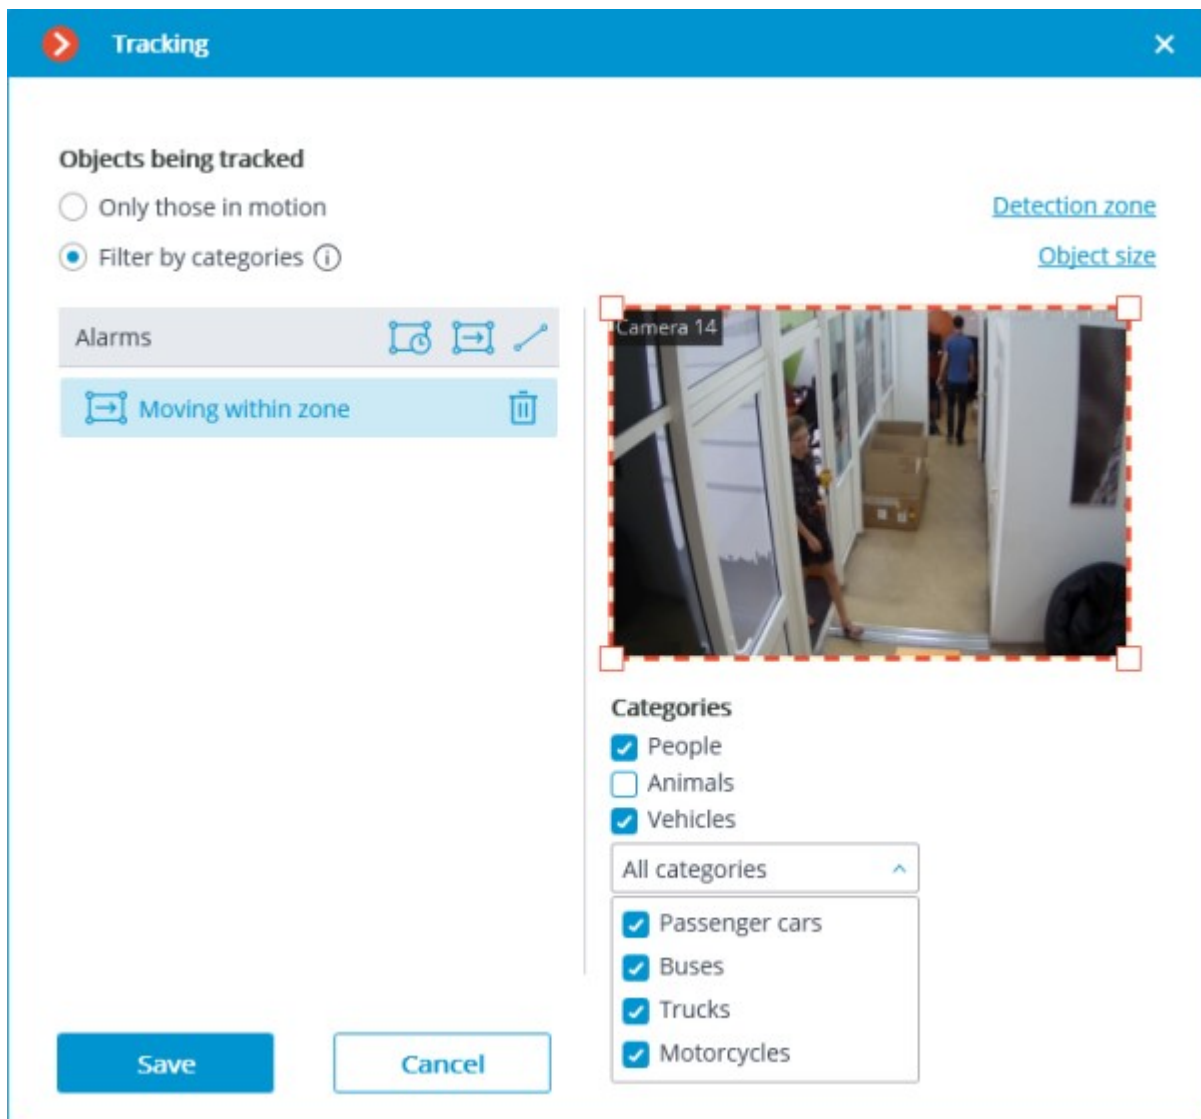 Tracking
Objects being tracked
Only those in motion
Detection zone
Filter by categories
Object size
Alarms
Moving within zone
Camera 14
Categories
People
Animals
Vehicles
All categories
Passenger cars
Buses
Trucks
Motorcycles
Save
Cancel